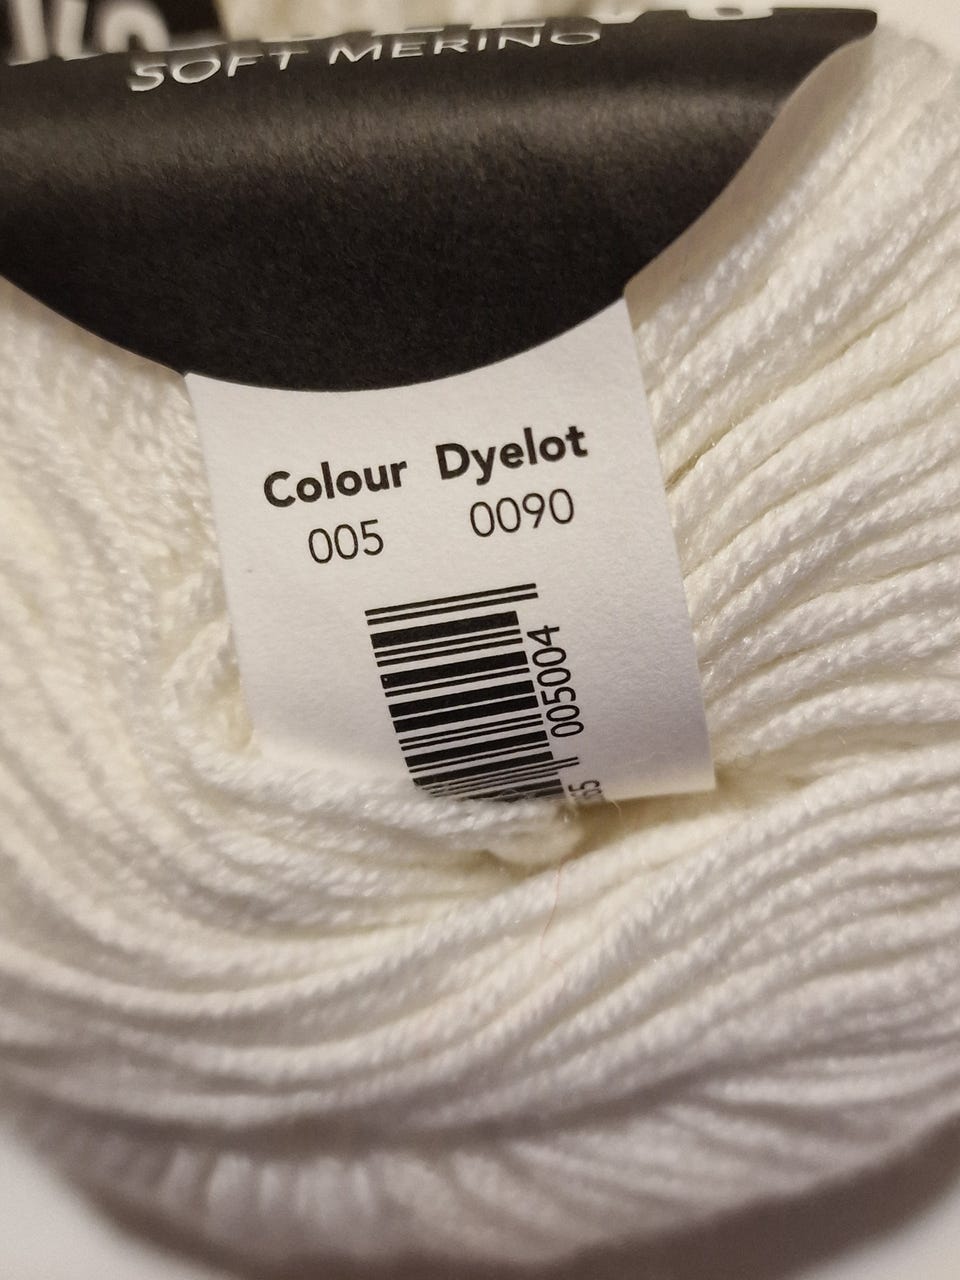 SOFT MERINO
Colour Dyelot
005 0090
005004